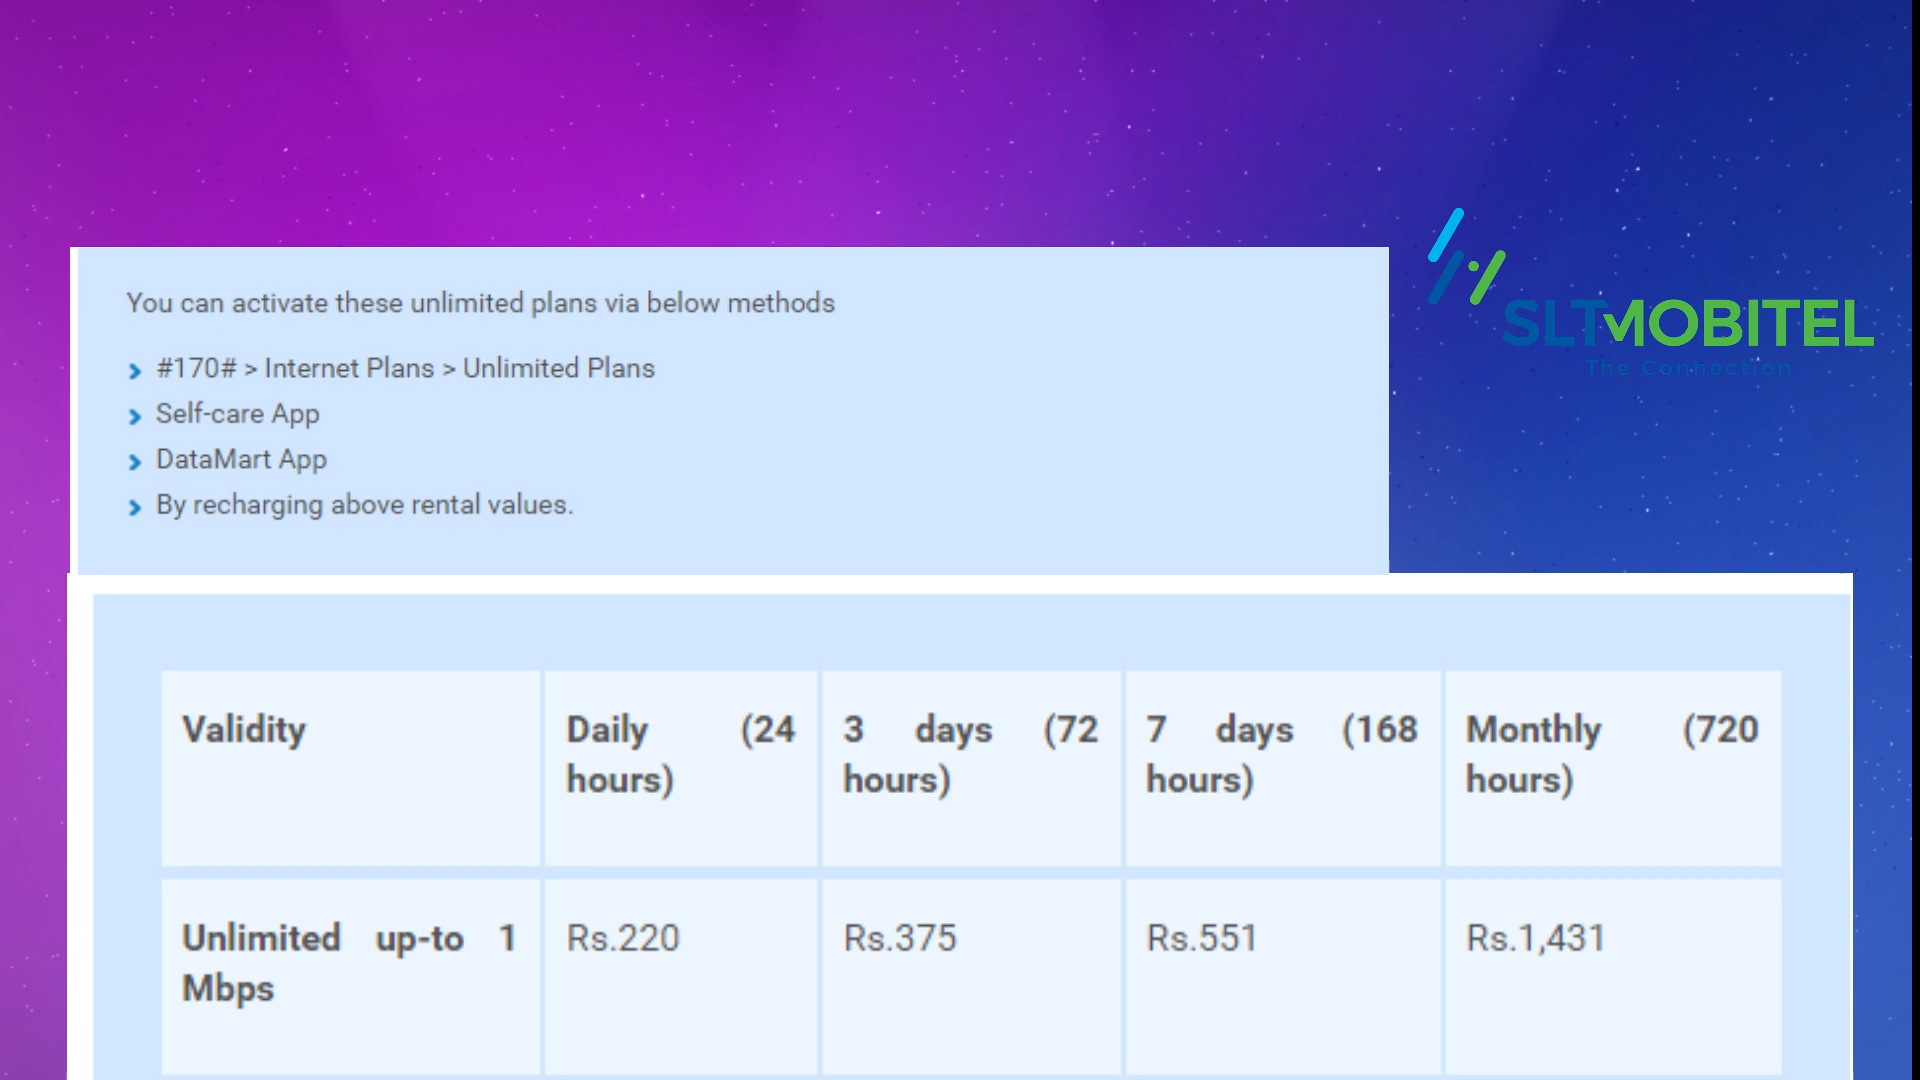 You can activate these unlimited plans via below methods
#170# > Internet Plans > Unlimited Plans
Self-care App
DataMart App
By recharging above rental values.
SLTMOBITEL
The Connection
Validity
Daily (24
hours)
3 days (72
hours)
7 days (168
hours)
Monthly (720
hours)
Unlimited up-to 1
Mbps
Rs.220
Rs.375
Rs.551
Rs.1,431